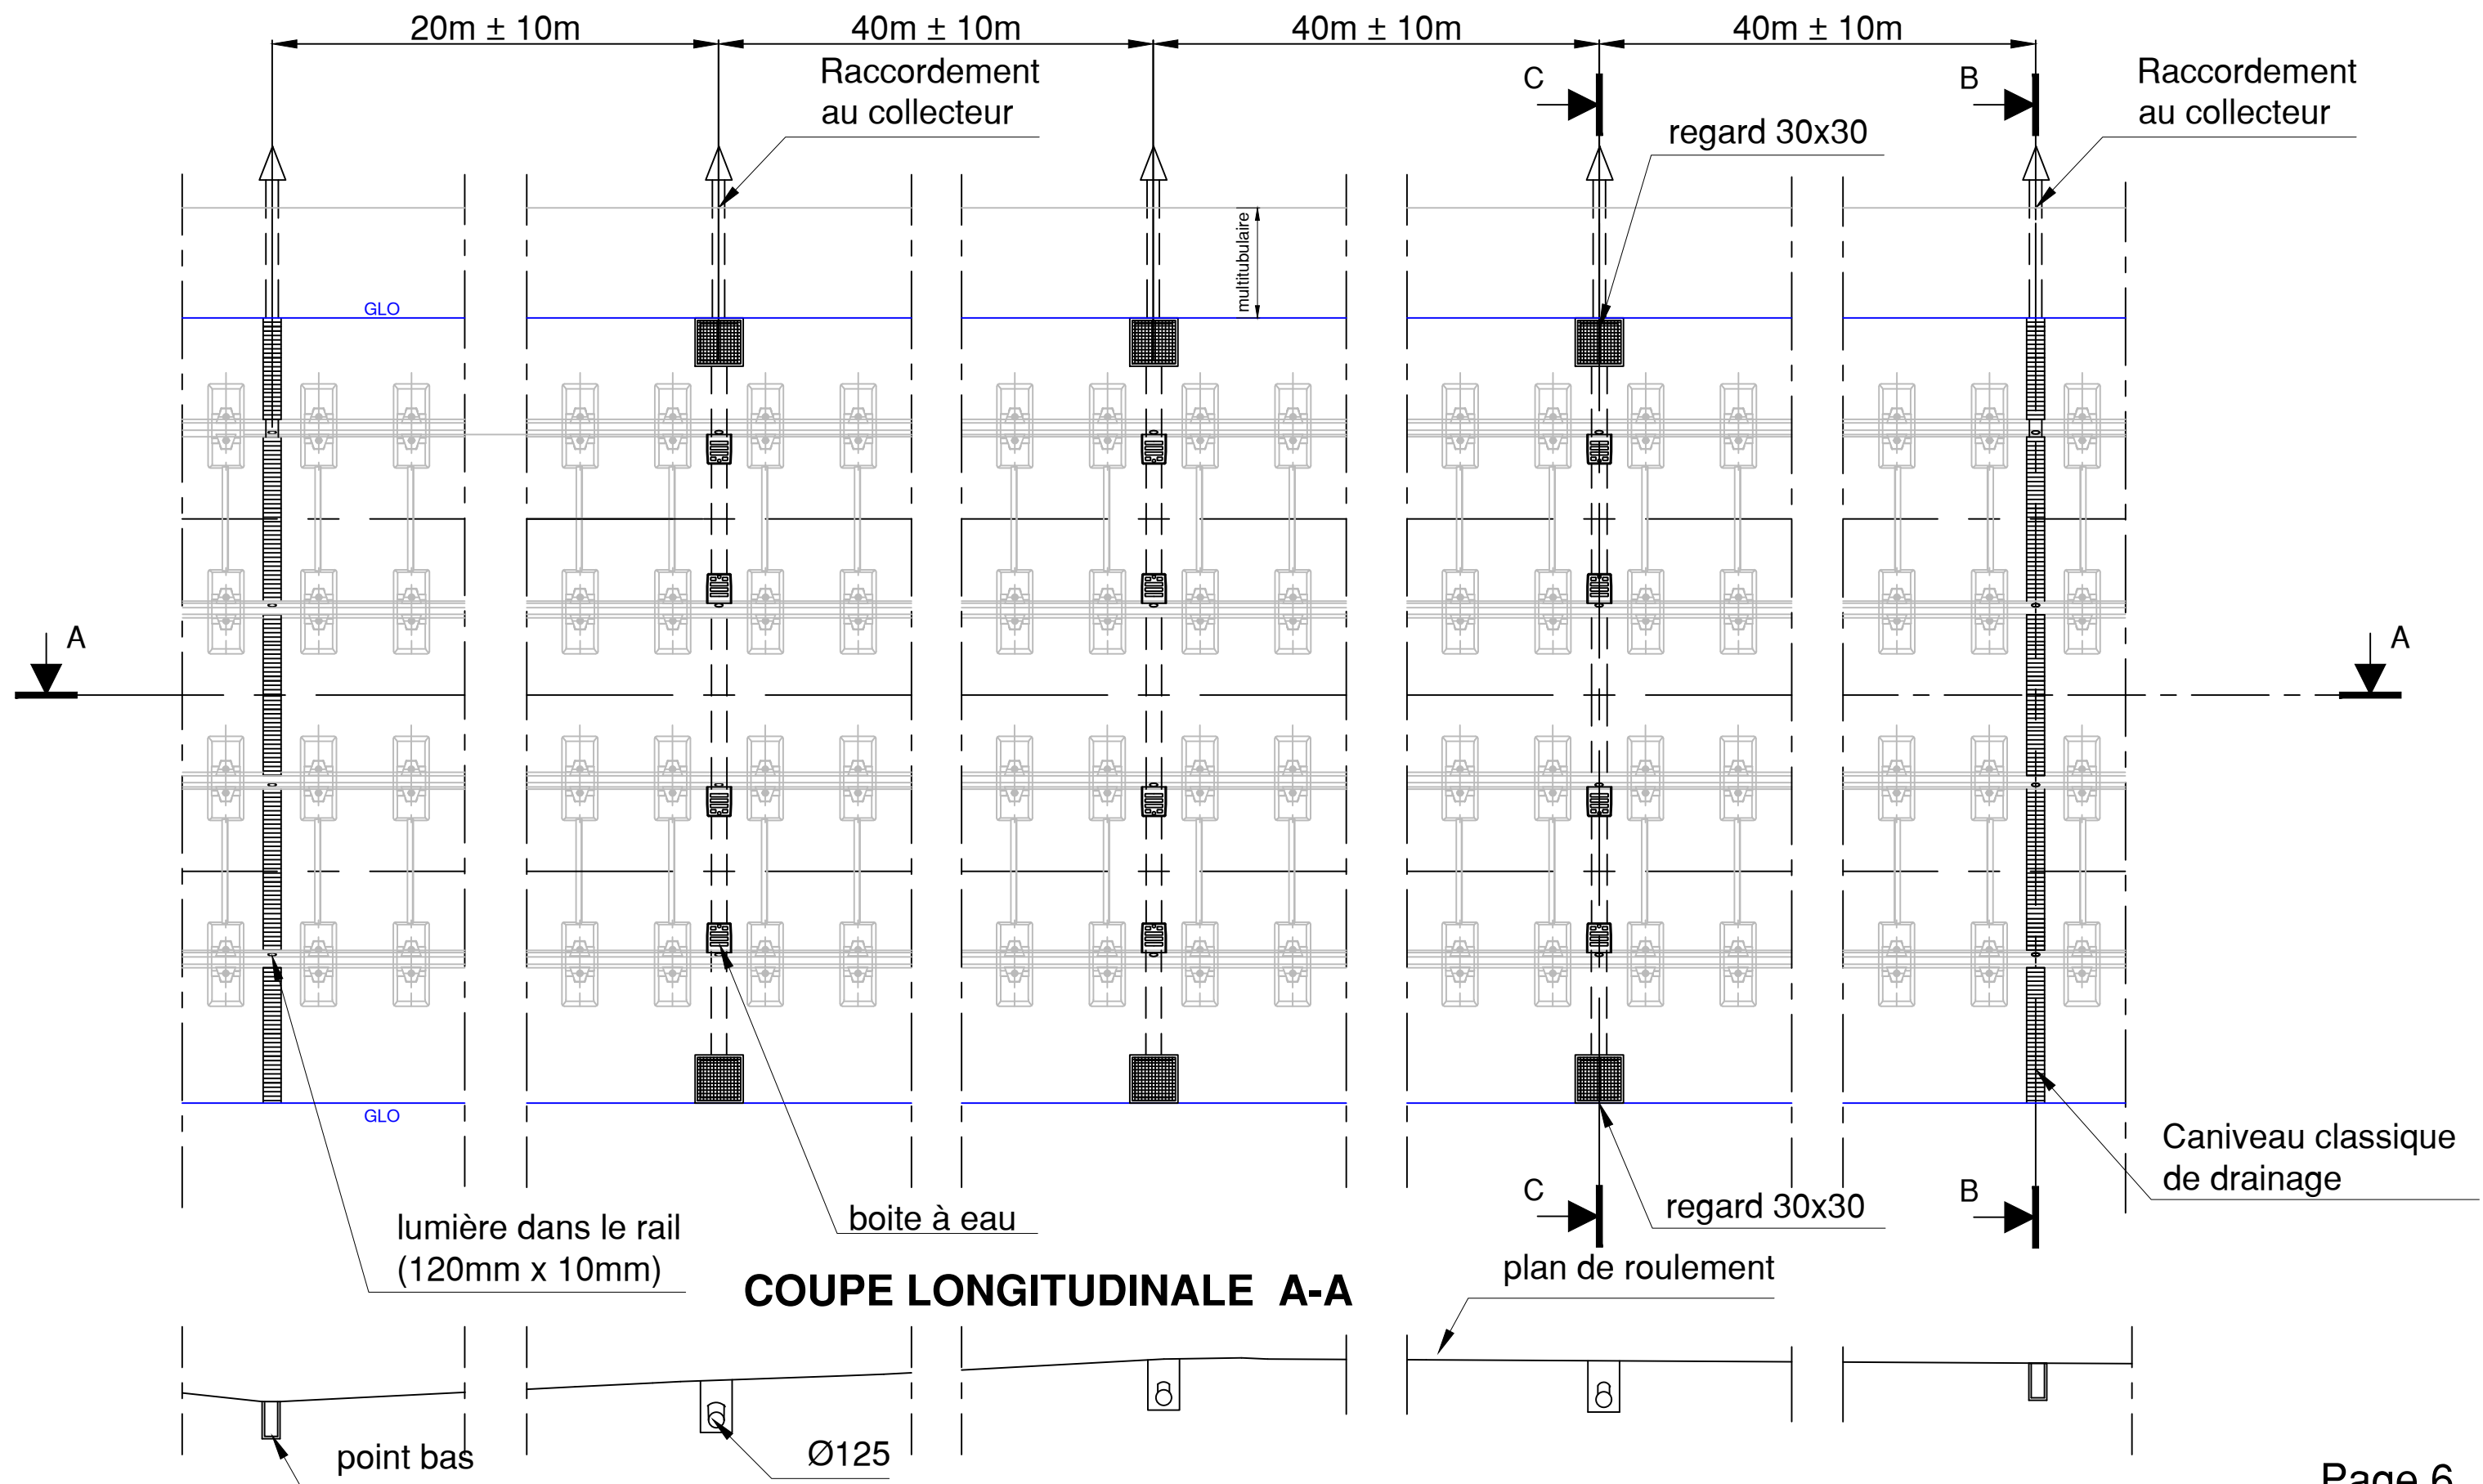 20m ± 10m
40m ± 10m
40m ± 10m
40m ± 10m
Raccordement
au collecteur
C
B
Raccordement
au collecteur
regard 30x30
multitubulaire
GLO
A
A
GLO
Caniveau classique
de drainage
C
B
regard 30x30
boite à eau
lumière dans le rail
(120mm x 10mm)
plan de roulement
COUPE LONGITUDINALE A-A
point bas
Ø125
Page 6